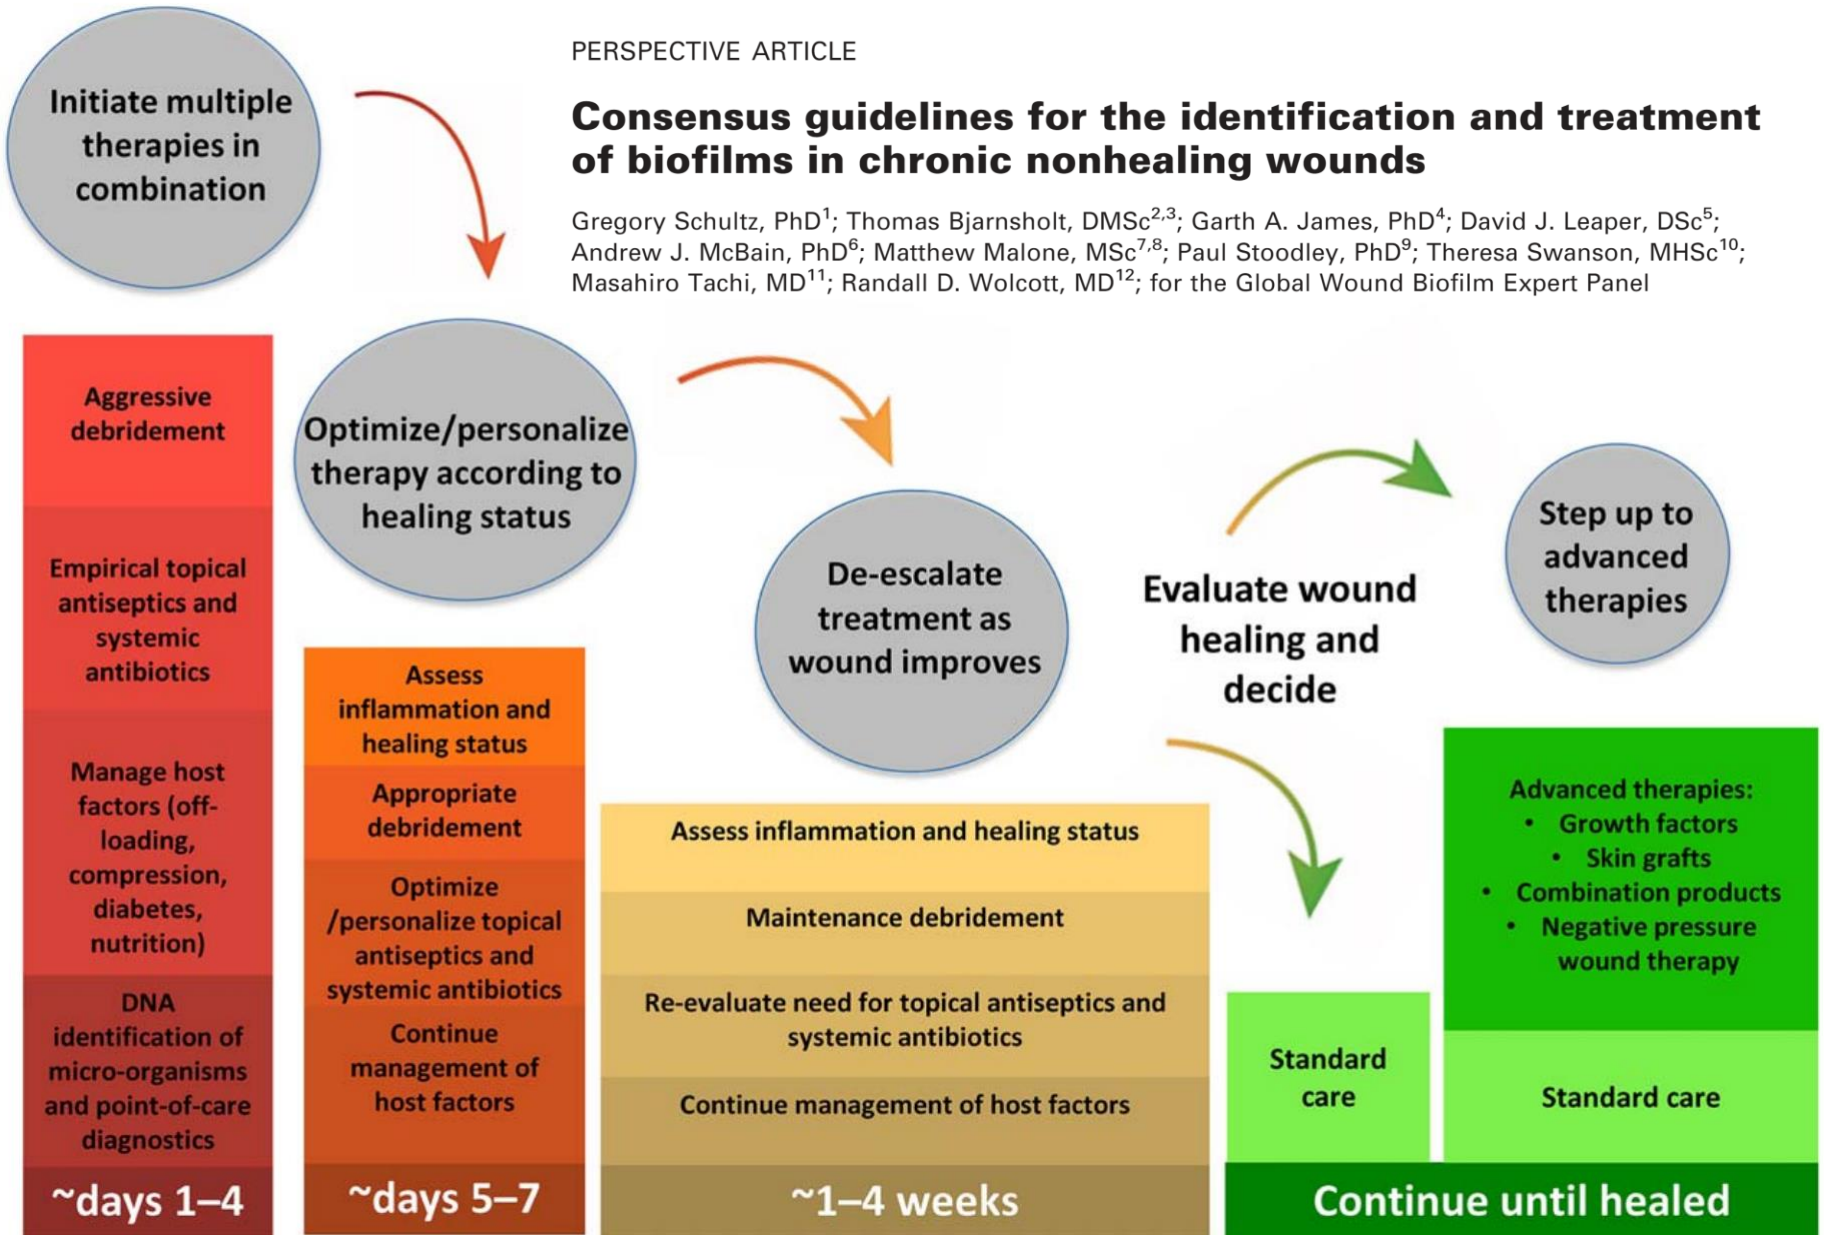 PERSPECTIVE ARTICLE
Consensus guidelines for the identification and treatment
of biofilms in chronic nonhealing wounds
Gregory Schultz, PhD1; Thomas Bjarnsholt, DMSc2,3; Garth A. James, PhD4; David J. Leaper, DSc5;
Andrew J. McBain, PhD6; Matthew Malone, MSc7,8; Paul Stoodley, PhD9; Theresa Swanson, MHSc10;
Masahiro Tachi, MD11; Randall D. Wolcott, MD12; for the Global Wound Biofilm Expert Panel
Initiate multiple
therapies in
combination
Aggressive
debridement
Empirical topical
antiseptics and
systemic
antibiotics
Manage host
factors (off-
loading,
compression,
diabetes,
nutrition)
DNA
identification of
micro-organisms
and point-of-care
diagnostics
~days 1–4
Optimize/personalize
therapy according to
healing status
Assess
inflammation and
healing status
Appropriate
debridement
Optimize
/personalize topical
antiseptics and
systemic antibiotics
Continue
management of
host factors
~days 5–7
De-escalate
treatment as
wound improves
Assess inflammation and healing status
Maintenance debridement
Re-evaluate need for topical antiseptics and
systemic antibiotics
Continue management of host factors
~1–4 weeks
Evaluate wound
healing and
decide
Standard
care
Step up to
advanced
therapies
Advanced therapies:
• Growth factors
• Skin grafts
• Combination products
• Negative pressure
wound therapy
Standard care
Continue until healed